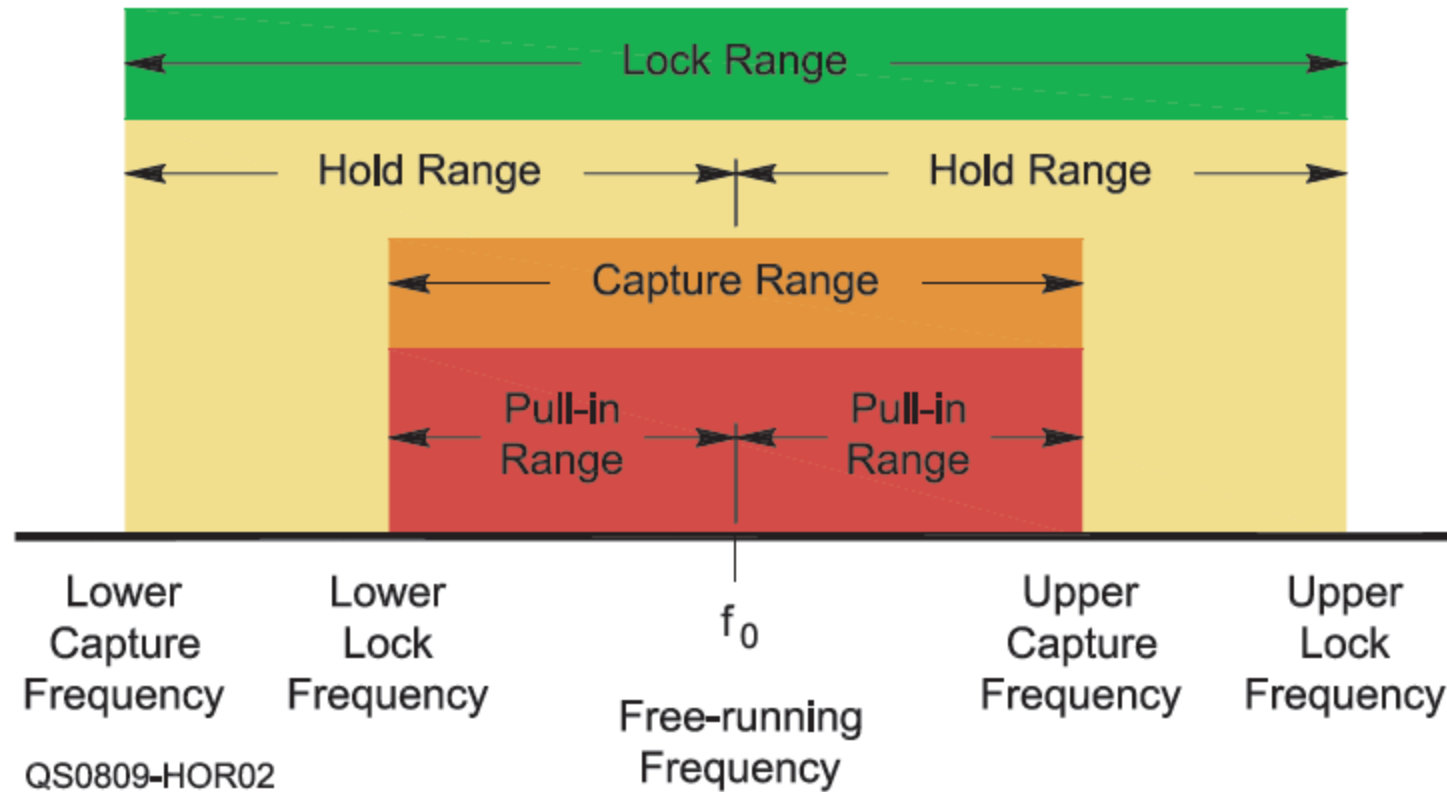 Lock Range
Hold Range Hold Range
Capture Range
Pull-in Pull-in
Range Range
Lower Lower Upper Upper
Capture Lock f0 Capture Lock
Frequency Frequency Frequency Frequency
Free-running
Frequency
QS0809-HOR02